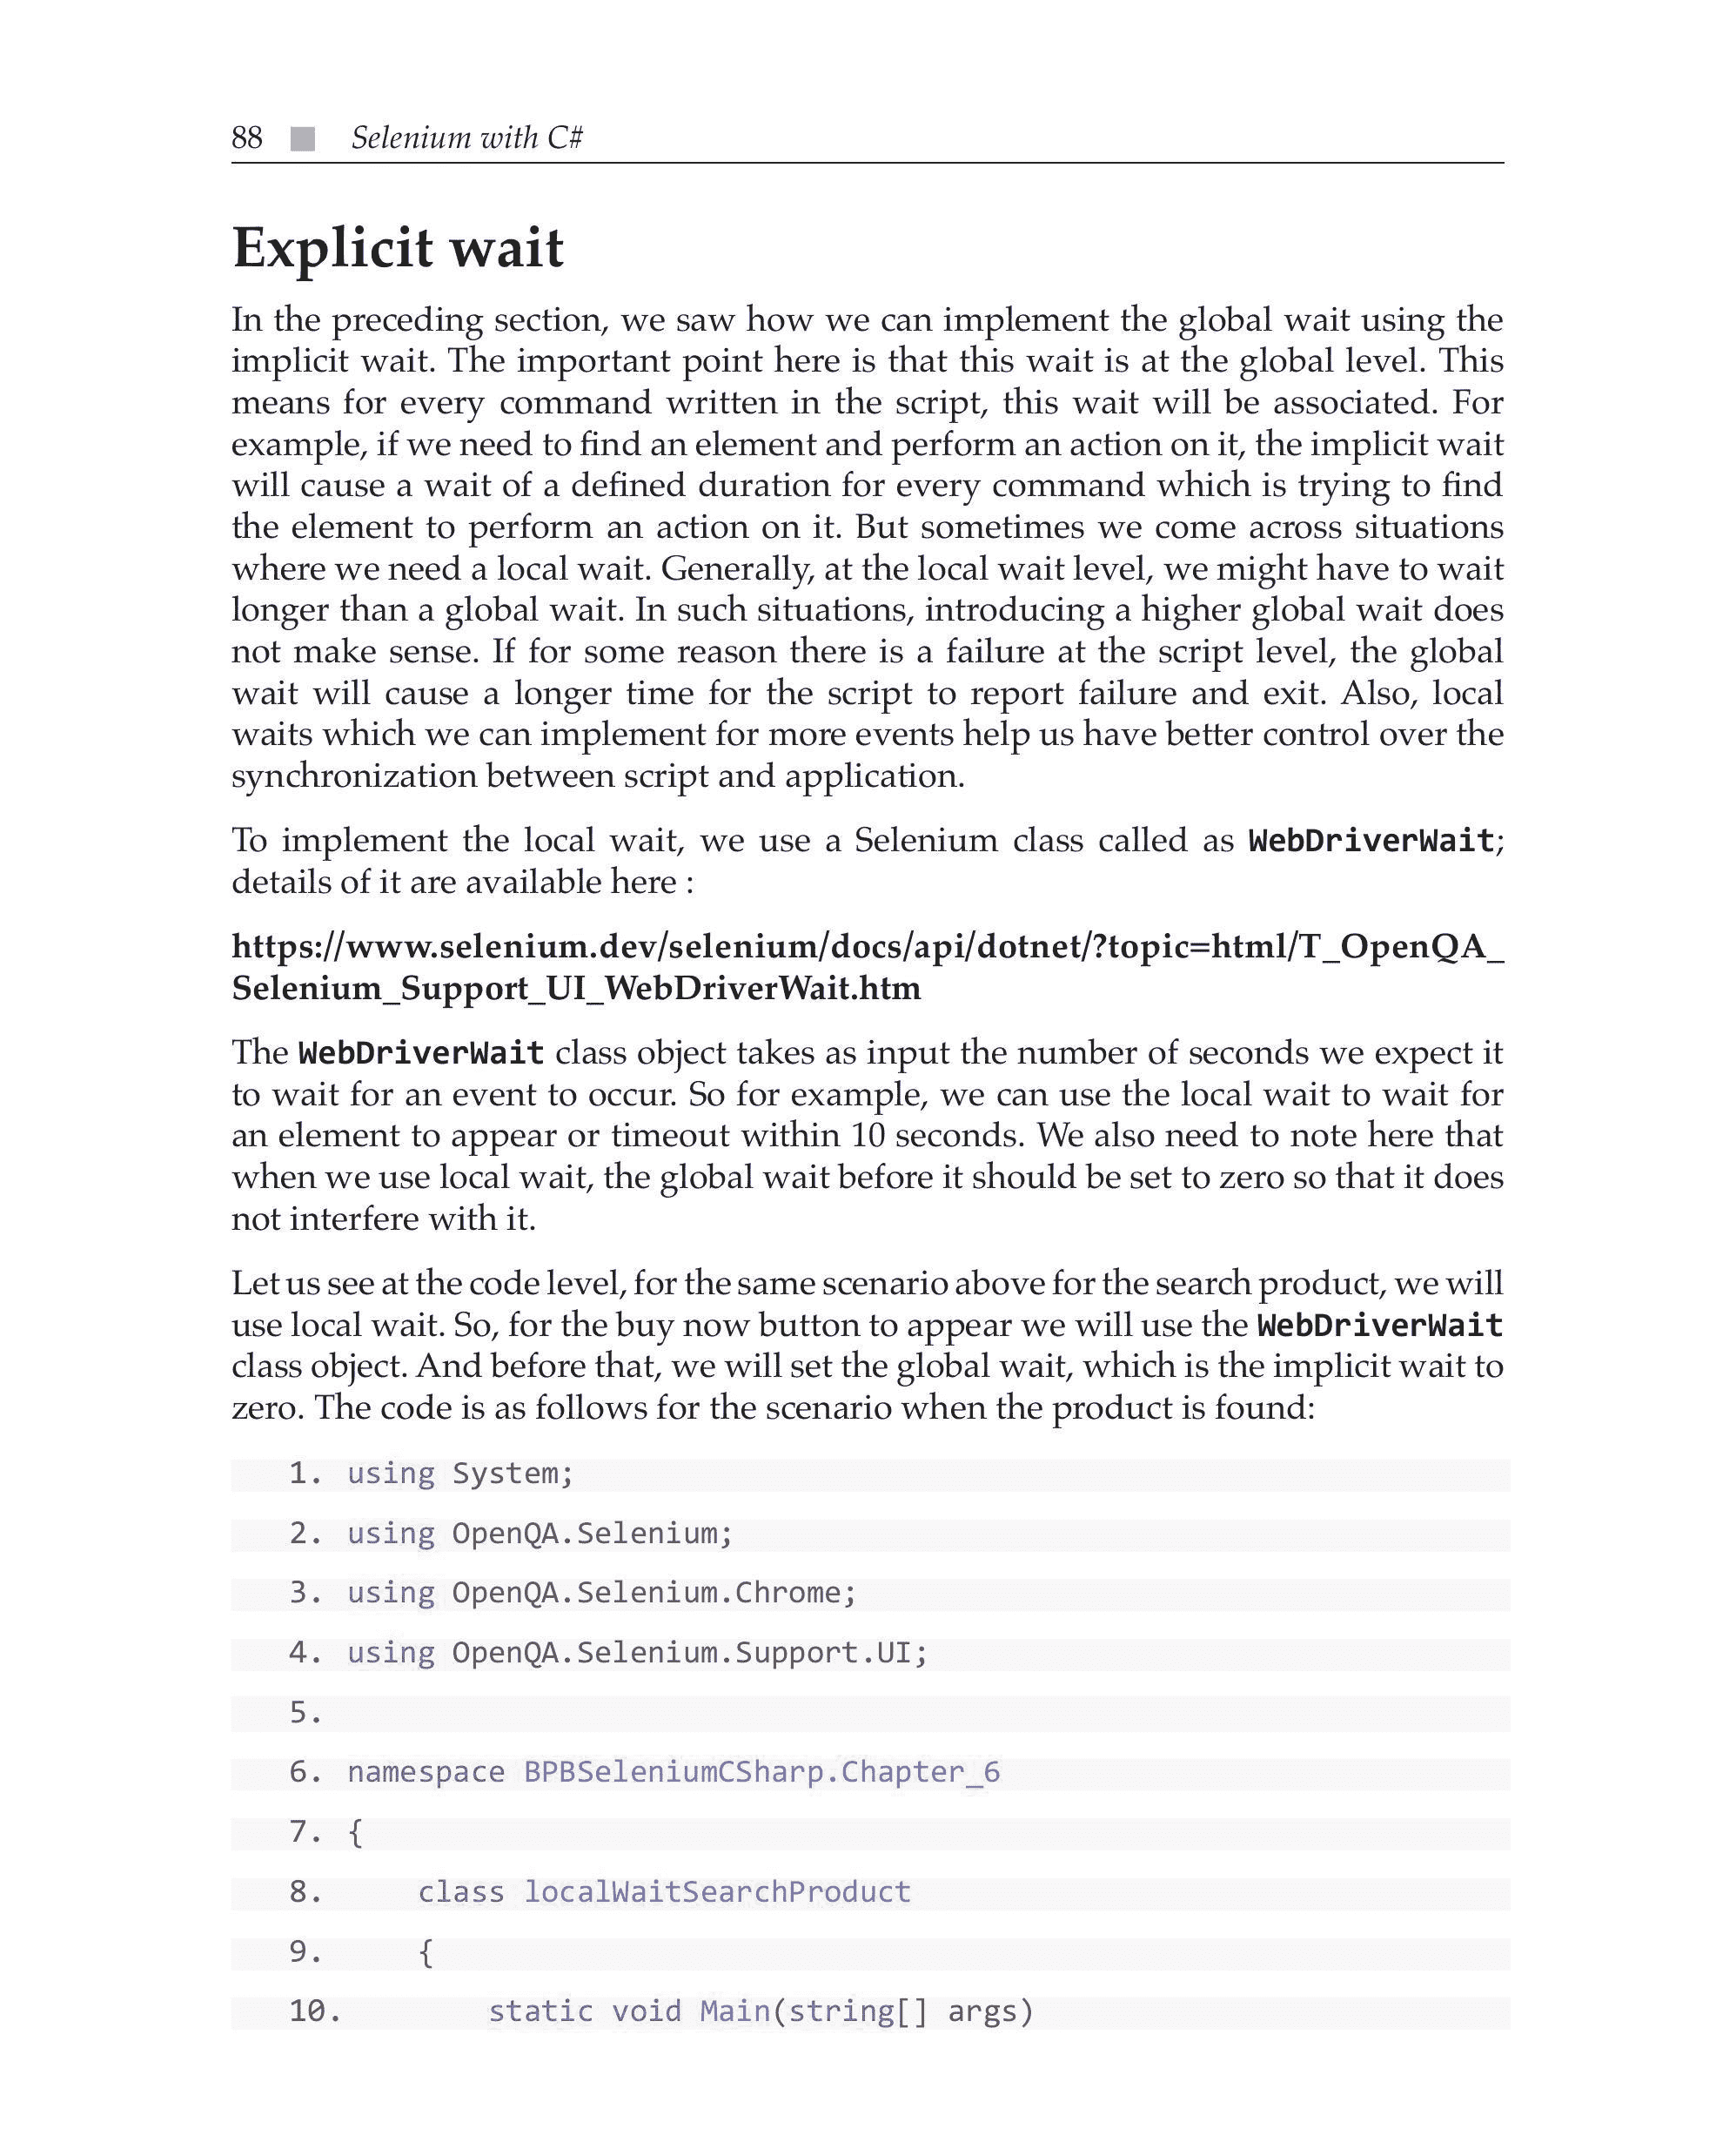 88 Selenium with C#
Explicit wait
In the preceding section, we saw how we can implement the global wait using the
implicit wait. The important point here is that this wait is at the global level. This
means for every command written in the script, this wait will be associated. For
example, if we need to find an element and perform an action on it, the implicit wait
will cause a wait of a defined duration for every command which is trying to find
the element to perform an action on it. But sometimes we come across situations
where we need a local wait. Generally, at the local wait level, we might have to wait
longer than a global wait. In such situations, introducing a higher global wait does
not make sense. If for some reason there is a failure at the script level, the global
wait will cause a longer time for the script to report failure and exit. Also, local
waits which we can implement for more events help us have better control over the
synchronization between script and application.
To implement the local wait, we use a Selenium class called as WebDriverWait;
details of it are available here :
https://www.selenium.dev/selenium/docs/api/dotnet/?topic=html/T_OpenQA_
Selenium_Support_UI_WebDriverWait.htm
The WebDriverWait class object takes as input the number of seconds we expect it
to wait for an event to occur. So for example, we can use the local wait to wait for
an element to appear or timeout within 10 seconds. We also need to note here that
when we use local wait, the global wait before it should be set to zero so that it does
not interfere with it.
Let us see at the code level, for the same scenario above for the search product, we will
use local wait. So, for the buy now button to appear we will use the WebDriverWait
class object. And before that, we will set the global wait, which is the implicit wait to
zero. The code is as follows for the scenario when the product is found:
1. using System;
2. using OpenQA.Selenium;
3. using OpenQA.Selenium.Chrome;
4. using OpenQA.Selenium.Support.UI;
5.
6. namespace BPBSeleniumCSharp.Chapter_6
7. {
8. class localWaitSearchProduct
9. {
10. static void Main(string[] args)